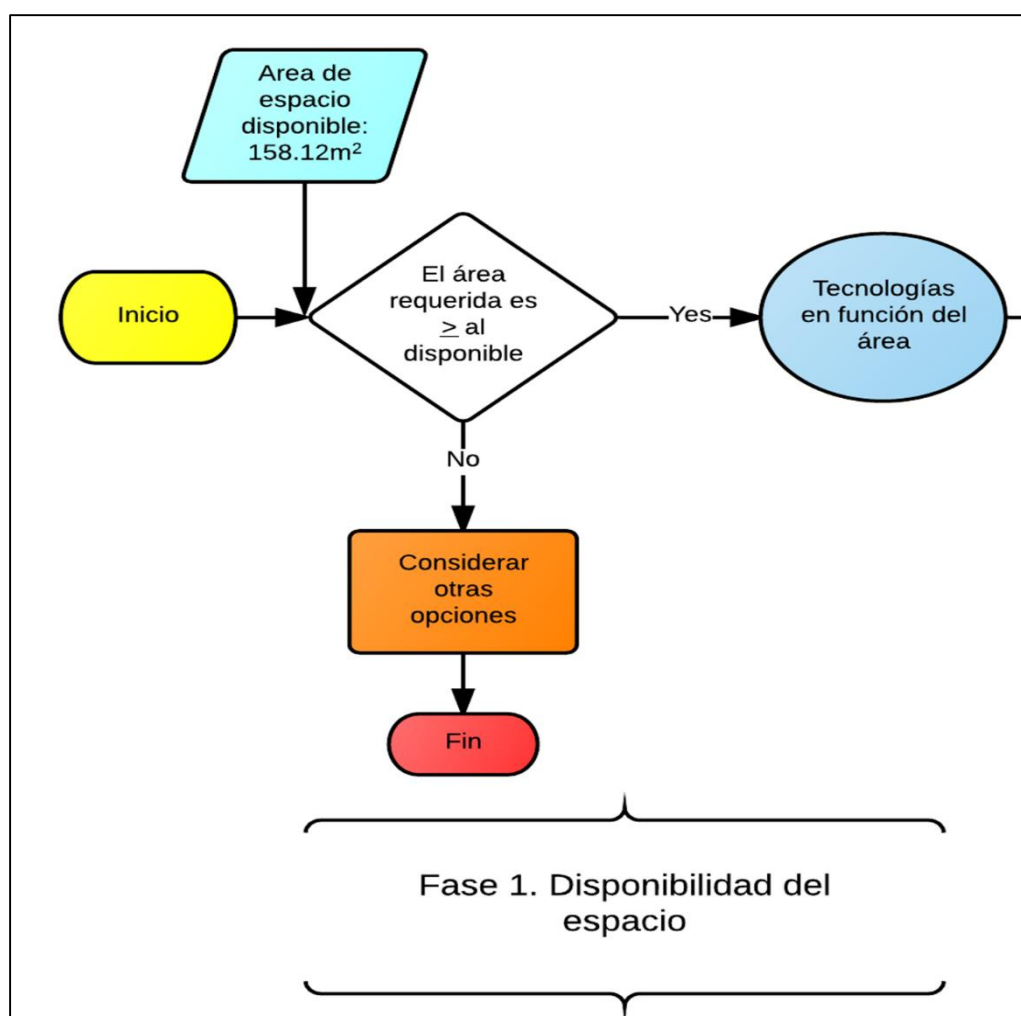 Area de
espacio
disponible:
158.12m²
Inicio
El área
requerida es
≥ al
disponible
Yes
Tecnologías
en función del
área
No
Considerar
otras
opciones
Fin
Fase 1. Disponibilidad del
espacio